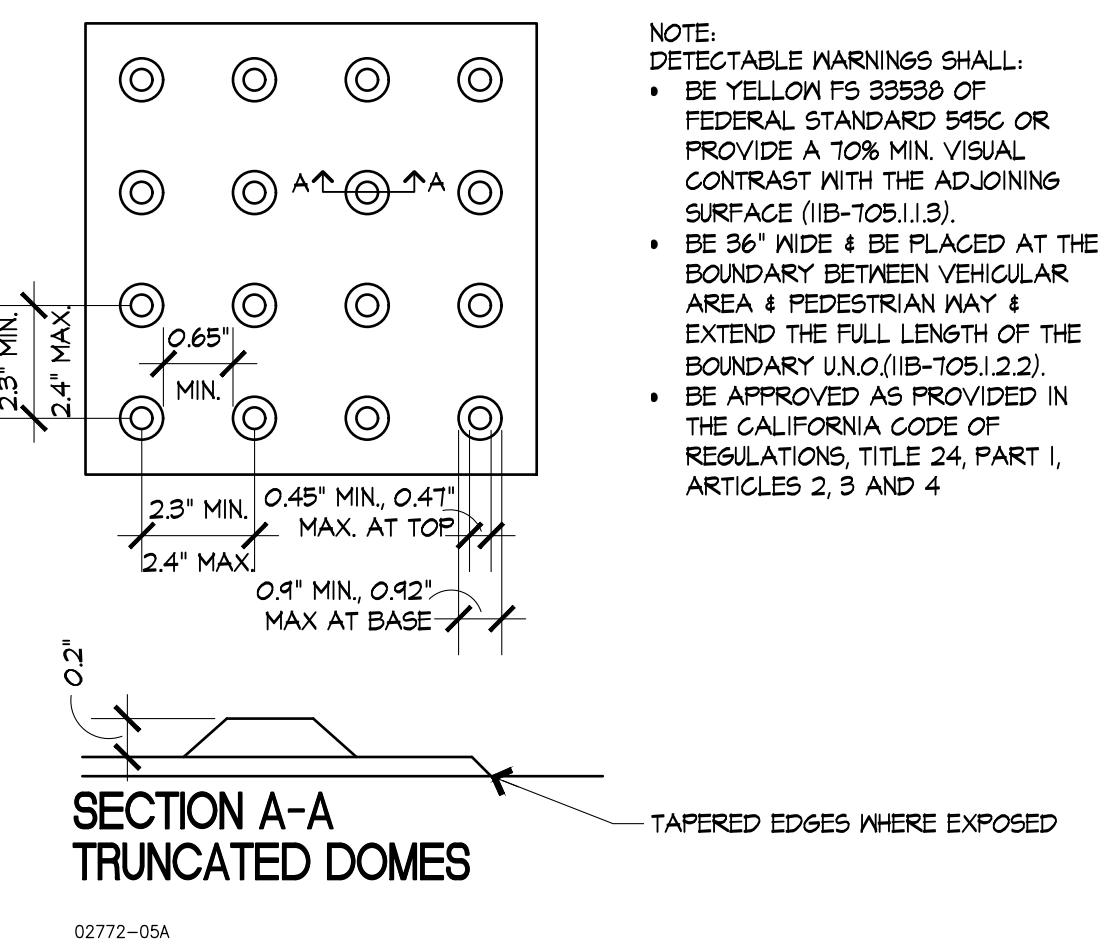 NOTE:
DETECTABLE WARNINGS SHALL:
• BE YELLOW FS 33538 OF
FEDERAL STANDARD 595C OR
PROVIDE A 70% MIN. VISUAL
CONTRAST WITH THE ADJOINING
SURFACE (11B-705.1.1.3).
• BE 36" WIDE & BE PLACED AT THE
BOUNDARY BETWEEN VEHICULAR
AREA & PEDESTRIAN WAY &
EXTEND THE FULL LENGTH OF THE
BOUNDARY U.N.O.(11B-705.1.2.2).
• BE APPROVED AS PROVIDED IN
THE CALIFORNIA CODE OF
REGULATIONS, TITLE 24, PART 1,
ARTICLES 2, 3 AND 4
A A
2.3" MIN.
2.4" MAX.
0.65"
MIN.
2.3" MIN.
2.4" MAX.
0.45" MIN., 0.47"
MAX. AT TOP
0.9" MIN., 0.92"
MAX AT BASE
0.2"
TAPERED EDGES WHERE EXPOSED
SECTION A-A
TRUNCATED DOMES
02772-05A